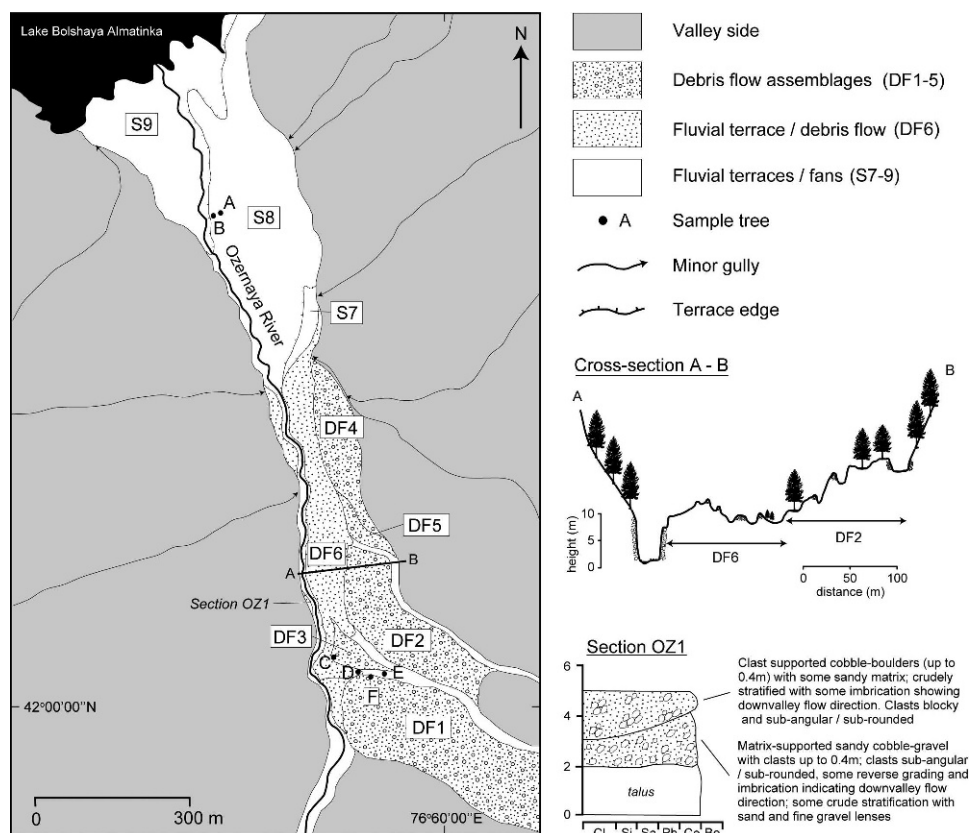 Lake Bolshaya Almatinka
N
S9
A
B
S8
Ozernaya River
S7
DF4
DF5
DF6
A
B
Section OZ1
DF3
DF2
C
D
E
F
42°00'00"N
DF1
0
300 m
76°60'00"E
Valley side
Debris flow assemblages (DF1-5)
Fluvial terrace / debris flow (DF6)
Fluvial terraces / fans (S7-9)
A Sample tree
Minor gully
Terrace edge
Cross-section A - B
A
B
height (m)
10
5
0
DF6
DF2
0 50 100
distance (m)
Section OZ1
6
4
2
0
talus
Cl Si Sa Pb Co Bo
Clast supported cobble-boulders (up to
0.4m) with some sandy matrix; crudely
stratified with some imbrication showing
downvalley flow direction. Clasts blocky
and sub-angular / sub-rounded
Matrix-supported sandy cobble-gravel
with clasts up to 0.4m; clasts sub-angular
/ sub-rounded, some reverse grading and
imbrication indicating downvalley flow
direction; some crude stratification with
sand and fine gravel lenses